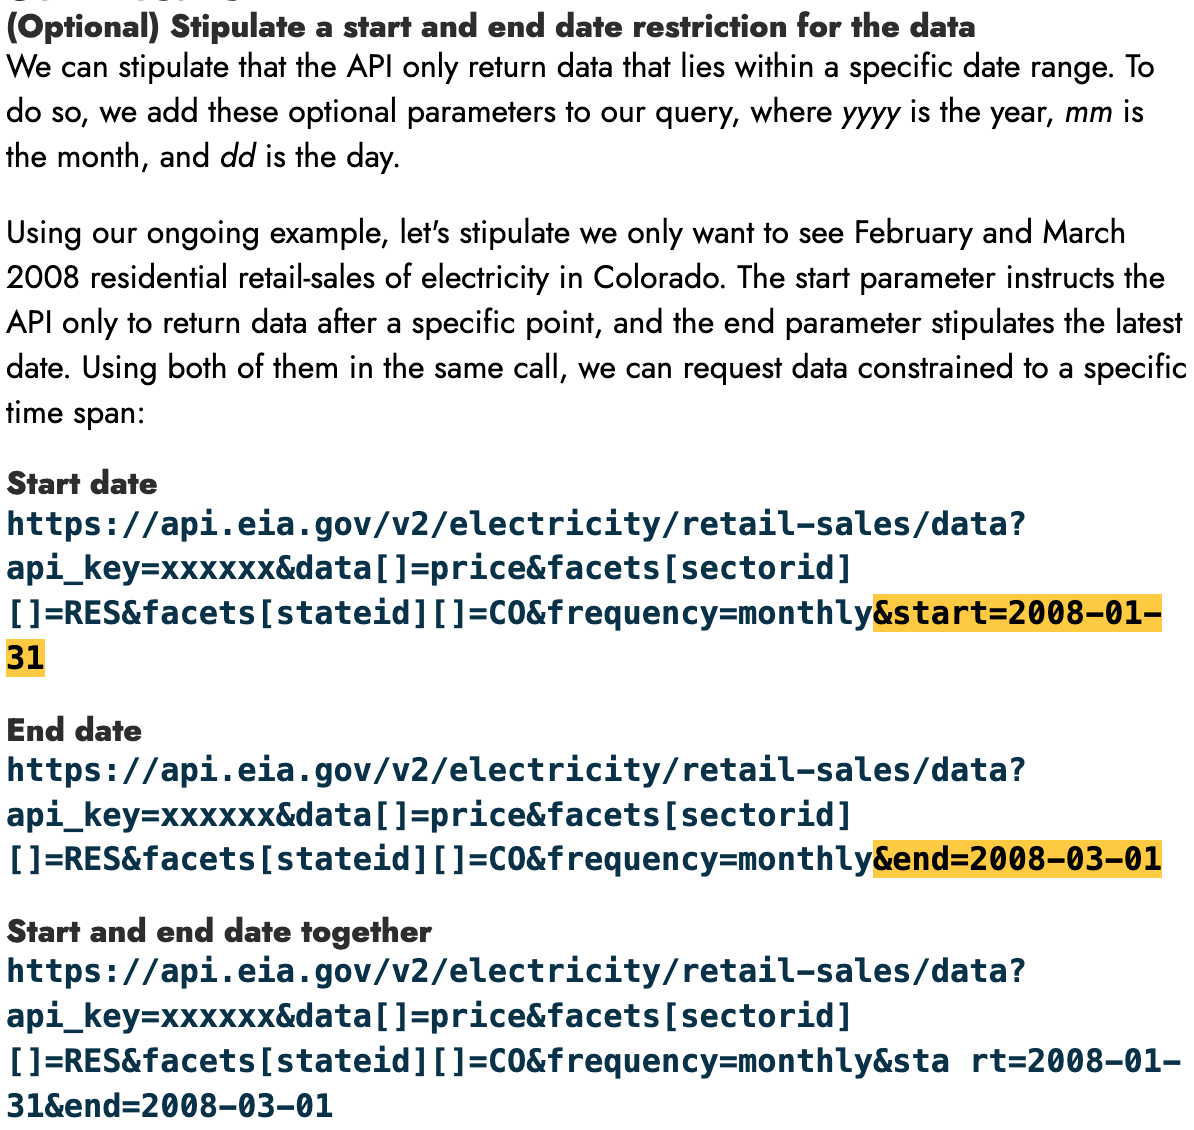 (Optional) Stipulate a start and end date restriction for the data
We can stipulate that the API only return data that lies within a specific date range. To
do so, we add these optional parameters to our query, where yyyy is the year, mm is
the month, and dd is the day.
Using our ongoing example, let's stipulate we only want to see February and March
2008 residential retail-sales of electricity in Colorado. The start parameter instructs the
API only to return data after a specific point, and the end parameter stipulates the latest
date. Using both of them in the same call, we can request data constrained to a specific
time span:
Start date
https://api.eia.gov/v2/electricity/retail-sales/data?
api_key=xxxxxx&data[]=price&facets[sectorid]
[]=RES&facets[stateid][]=CO&frequency=monthly&start=2008-01-
31
End date
https://api.eia.gov/v2/electricity/retail-sales/data?
api_key=xxxxxx&data[]=price&facets[sectorid]
[]=RES&facets[stateid][]=CO&frequency=monthly&end=2008-03-01
Start and end date together
https://api.eia.gov/v2/electricity/retail-sales/data?
api_key=xxxxxx&data[]=price&facets[sectorid]
[]=RES&facets[stateid][]=CO&frequency=monthly&sta rt=2008-01-
31&end=2008-03-01